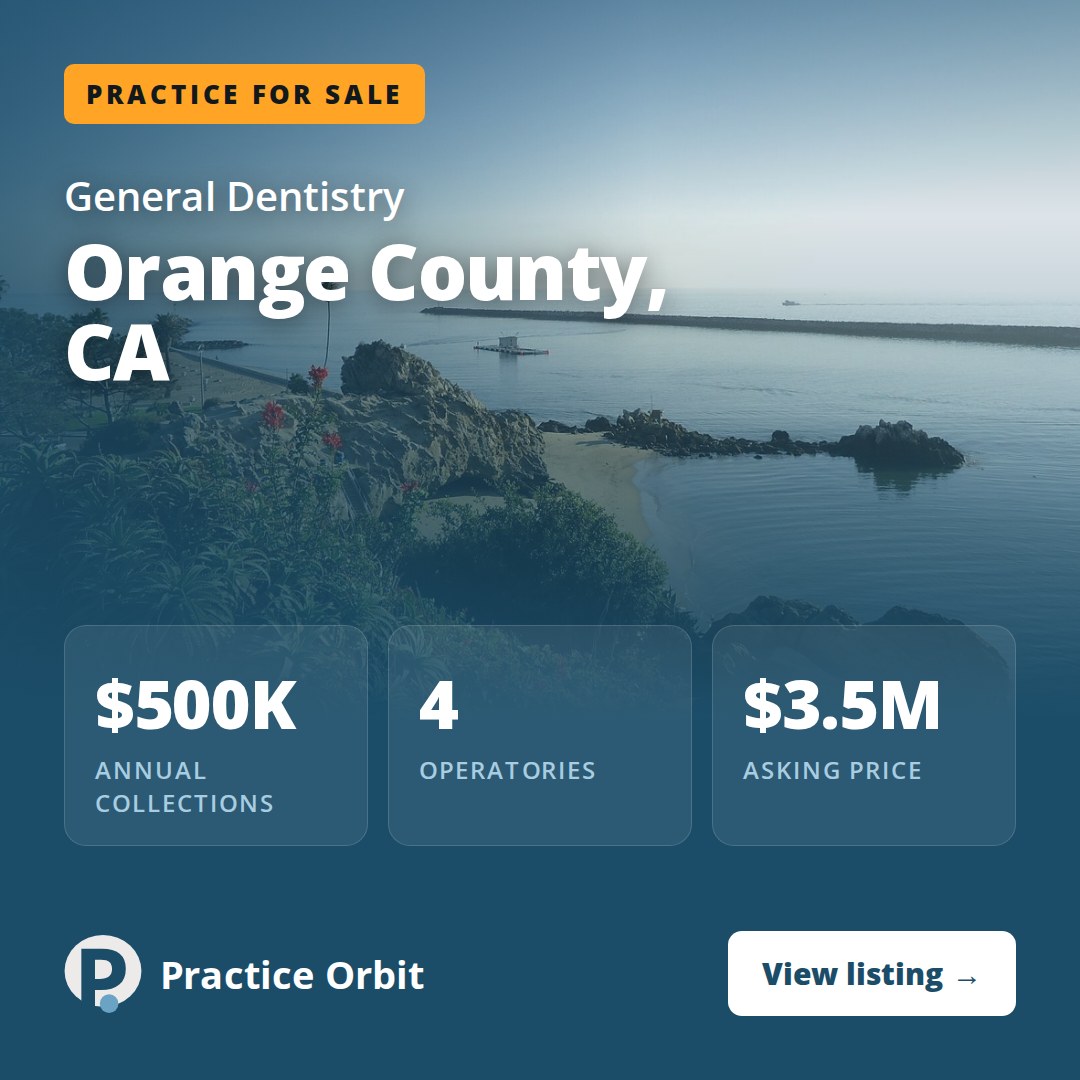 PRACTICE FOR SALE
General Dentistry
Orange County,
CA
$500K
ANNUAL
COLLECTIONS
4
OPERATORIES
$3.5M
ASKING PRICE
Practice Orbit
View listing →